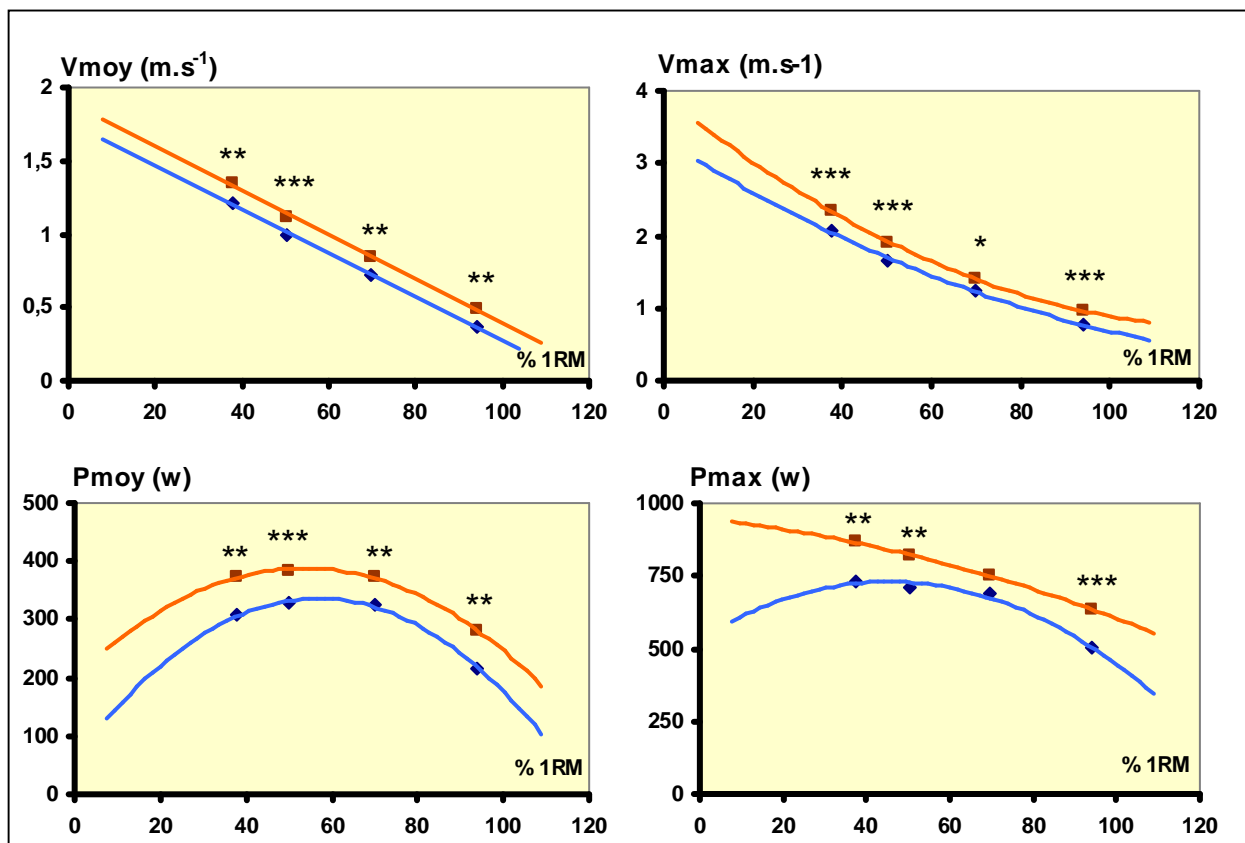 Vmoy (m.s-1)
2
1,5
1
0,5
0
** *** ** **
% 1RM
0 20 40 60 80 100 120
Vmax (m.s-1)
4
3
2
1
0
*** *** * ***
% 1RM
0 20 40 60 80 100 120
Pmoy (w)
500
400
300
200
100
0
** *** ** **
% 1RM
0 20 40 60 80 100 120
Pmax (w)
1000
750
500
250
0
** ** ***
% 1RM
0 20 40 60 80 100 120